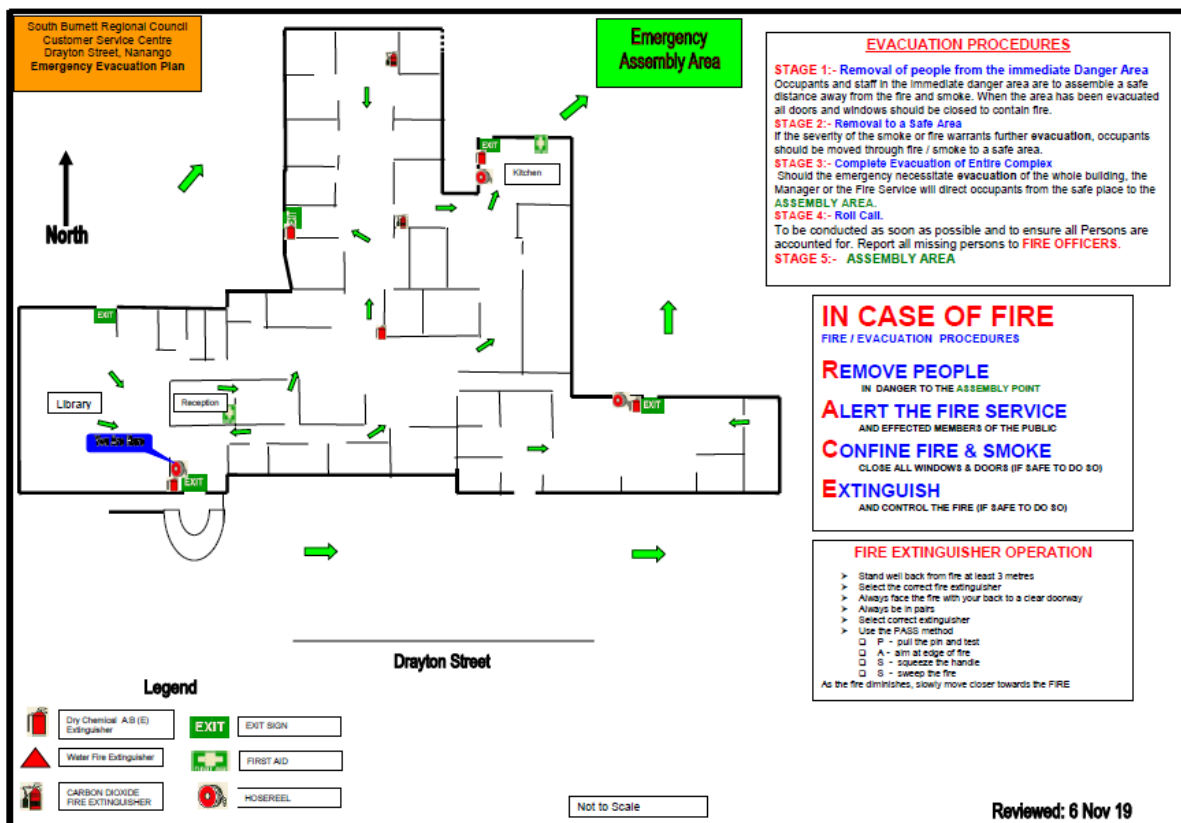 South Burnett Regional Council
Customer Service Centre
Drayton Street, Nanango
Emergency Evacuation Plan
Emergency
Assembly Area
North
EXIT
EXIT
Kitchen
EXIT
Library
Reception
EXIT
EXIT
Drayton Street
EVACUATION PROCEDURES
STAGE 1:- Removal of people from the immediate Danger Area
Occupants and staff in the immediate danger area are to assemble a safe
distance away from the fire and smoke. When the area has been evacuated
all doors and windows should be closed to contain fire.
STAGE 2:- Removal to a Safe Area
If the severity of the smoke or fire warrants further evacuation, occupants
should be moved through fire / smoke to a safe area.
STAGE 3:- Complete Evacuation of Entire Complex
Should the emergency necessitate evacuation of the whole building, the
Manager or the Fire Service will direct occupants from the safe place to the
ASSEMBLY AREA.
STAGE 4:- Roll Call.
To be conducted as soon as possible and to ensure all Persons are
accounted for. Report all missing persons to FIRE OFFICERS.
STAGE 5:- ASSEMBLY AREA
IN CASE OF FIRE
FIRE / EVACUATION PROCEDURES
REMOVE PEOPLE
IN DANGER TO THE ASSEMBLY POINT
ALERT THE FIRE SERVICE
AND EFFECTED MEMBERS OF THE PUBLIC
CONFINE FIRE & SMOKE
CLOSE ALL WINDOWS & DOORS (IF SAFE TO DO SO)
EXTINGUISH
AND CONTROL THE FIRE (IF SAFE TO DO SO)
FIRE EXTINGUISHER OPERATION
Stand well back from fire at least 3 metres
Select the correct fire extinguisher
Always face the fire with your back to a clear doorway
Always be in pairs
Select correct extinguisher
Use the PASS method
P - pull the pin and test
A - aim at edge of fire
S - squeeze the handle
S - sweep the fire
As the fire diminishes, slowly move closer towards the FIRE
Legend
Dry Chemical A:B (E)
Extinguisher
EXIT
EXIT SIGN
Water Fire Extinguisher
FIRST AID
CARBON DIOXIDE
FIRE EXTINGUISHER
HOSEREEL
Not to Scale
Reviewed: 6 Nov 19